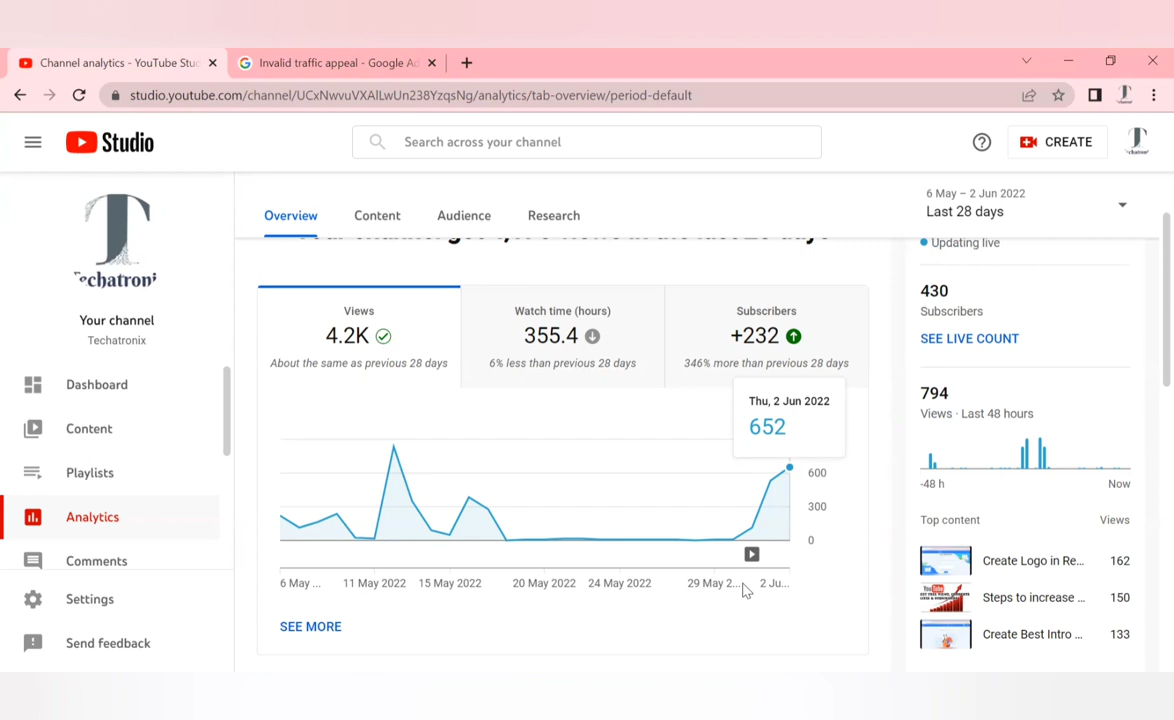 Channel analytics - YouTube Stu
Invalid traffic appeal - Google Ad
studio.youtube.com/channel/UCxNwvuVXAlLwUn238YzqsNg/analytics/tab-overview/period-default
Studio
Search across your channel
CREATE
Techatronix
Your channel
Techatronix
Dashboard
Content
Playlists
Analytics
Comments
Settings
Send feedback
Overview
Content
Audience
Research
6 May – 2 Jun 2022
Last 28 days
views in the last 28 days
Views
4.2K
About the same as previous 28 days
Watch time (hours)
355.4
6% less than previous 28 days
Subscribers
+232
346% more than previous 28 days
Thu, 2 Jun 2022
652
600
300
0
6 May ...
11 May 2022
15 May 2022
20 May 2022
24 May 2022
29 May 2...
2 Ju...
SEE MORE
Updating live
430
Subscribers
SEE LIVE COUNT
794
Views · Last 48 hours
-48 h
Now
Top content
Views
Create Logo in Re...
162
Steps to increase ...
150
Create Best Intro ...
133